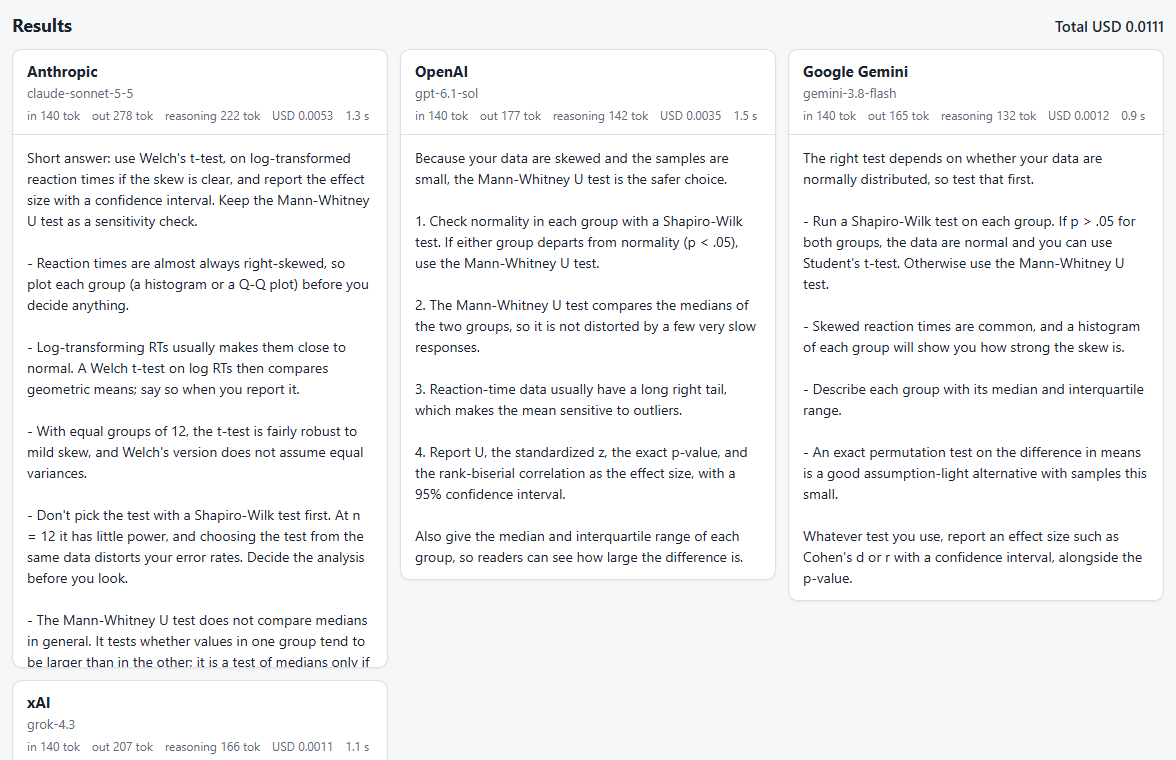 Results
Total USD 0.0111
Anthropic
claude-sonnet-5-5
in 140 tok out 278 tok reasoning 222 tok USD 0.0053 1.3 s
Short answer: use Welch's t-test, on log-transformed
reaction times if the skew is clear, and report the effect
size with a confidence interval. Keep the Mann-Whitney
U test as a sensitivity check.
- Reaction times are almost always right-skewed, so
plot each group (a histogram or a Q-Q plot) before you
decide anything.
- Log-transforming RTs usually makes them close to
normal. A Welch t-test on log RTs then compares
geometric means; say so when you report it.
- With equal groups of 12, the t-test is fairly robust to
mild skew, and Welch's version does not assume equal
variances.
- Don't pick the test with a Shapiro-Wilk test first. At n
= 12 it has little power, and choosing the test from the
same data distorts your error rates. Decide the analysis
before you look.
- The Mann-Whitney U test does not compare medians
in general. It tests whether values in one group tend to
be larger than in the other; it is a test of medians only if
OpenAI
gpt-6.1-sol
in 140 tok out 177 tok reasoning 142 tok USD 0.0035 1.5 s
Because your data are skewed and the samples are
small, the Mann-Whitney U test is the safer choice.
1. Check normality in each group with a Shapiro-Wilk
test. If either group departs from normality (p < .05),
use the Mann-Whitney U test.
2. The Mann-Whitney U test compares the medians of
the two groups, so it is not distorted by a few very slow
responses.
3. Reaction-time data usually have a long right tail,
which makes the mean sensitive to outliers.
4. Report U, the standardized z, the exact p-value, and
the rank-biserial correlation as the effect size, with a
95% confidence interval.
Also give the median and interquartile range of each
group, so readers can see how large the difference is.
Google Gemini
gemini-3.8-flash
in 140 tok out 165 tok reasoning 132 tok USD 0.0012 0.9 s
The right test depends on whether your data are
normally distributed, so test that first.
- Run a Shapiro-Wilk test on each group. If p > .05 for
both groups, the data are normal and you can use
Student's t-test. Otherwise use the Mann-Whitney U
test.
- Skewed reaction times are common, and a histogram
of each group will show you how strong the skew is.
- Describe each group with its median and interquartile
range.
- An exact permutation test on the difference in means
is a good assumption-light alternative with samples this
small.
Whatever test you use, report an effect size such as
Cohen's d or r with a confidence interval, alongside the
p-value.
xAI
grok-4.3
in 140 tok out 207 tok reasoning 166 tok USD 0.0011 1.1 s